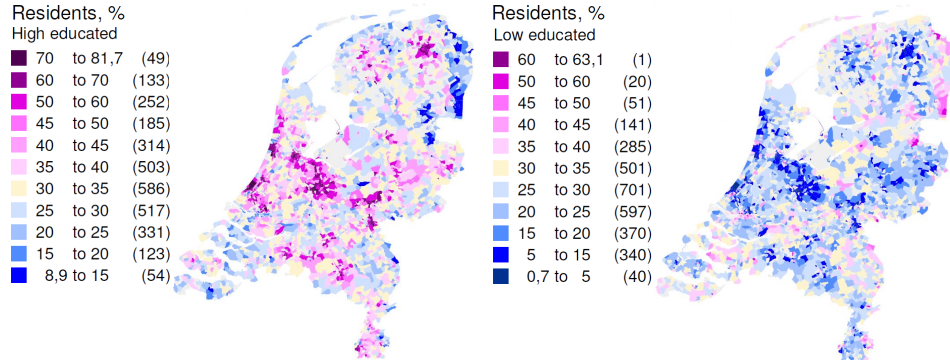 Residents, %
High educated
70 to 81,7 (49)
60 to 70 (133)
50 to 60 (252)
45 to 50 (185)
40 to 45 (314)
35 to 40 (503)
30 to 35 (586)
25 to 30 (517)
20 to 25 (331)
15 to 20 (123)
8,9 to 15 (54)
Residents, %
Low educated
60 to 63,1 (1)
50 to 60 (20)
45 to 50 (51)
40 to 45 (141)
35 to 40 (285)
30 to 35 (501)
25 to 30 (701)
20 to 25 (597)
15 to 20 (370)
5 to 15 (340)
0,7 to 5 (40)